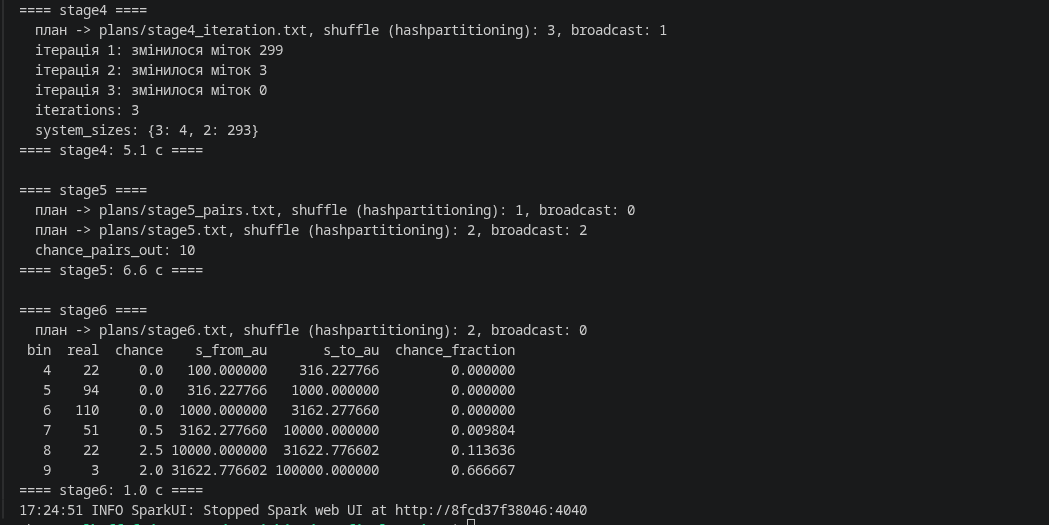 ==== stage4 ====
план -> plans/stage4_iteration.txt, shuffle (hashpartitioning): 3, broadcast: 1
ітерація 1: змінилося міток 299
ітерація 2: змінилося міток 3
ітерація 3: змінилося міток 0
iterations: 3
system_sizes: {3: 4, 2: 293}
==== stage4: 5.1 с ====
==== stage5 ====
план -> plans/stage5_pairs.txt, shuffle (hashpartitioning): 1, broadcast: 0
план -> plans/stage5.txt, shuffle (hashpartitioning): 2, broadcast: 2
chance_pairs_out: 10
==== stage5: 6.6 с ====
==== stage6 ====
план -> plans/stage6.txt, shuffle (hashpartitioning): 2, broadcast: 0
bin real chance s_from_au s_to_au chance_fraction
4 22 0.0 100.000000 316.227766 0.000000
5 94 0.0 316.227766 1000.000000 0.000000
6 110 0.0 1000.000000 3162.277660 0.000000
7 51 0.5 3162.277660 10000.000000 0.009804
8 22 2.5 10000.000000 31622.776602 0.113636
9 3 2.0 31622.776602 100000.000000 0.666667
==== stage6: 1.0 с ====
17:24:51 INFO SparkUI: Stopped Spark web UI at http://8fcd37f38046:4040